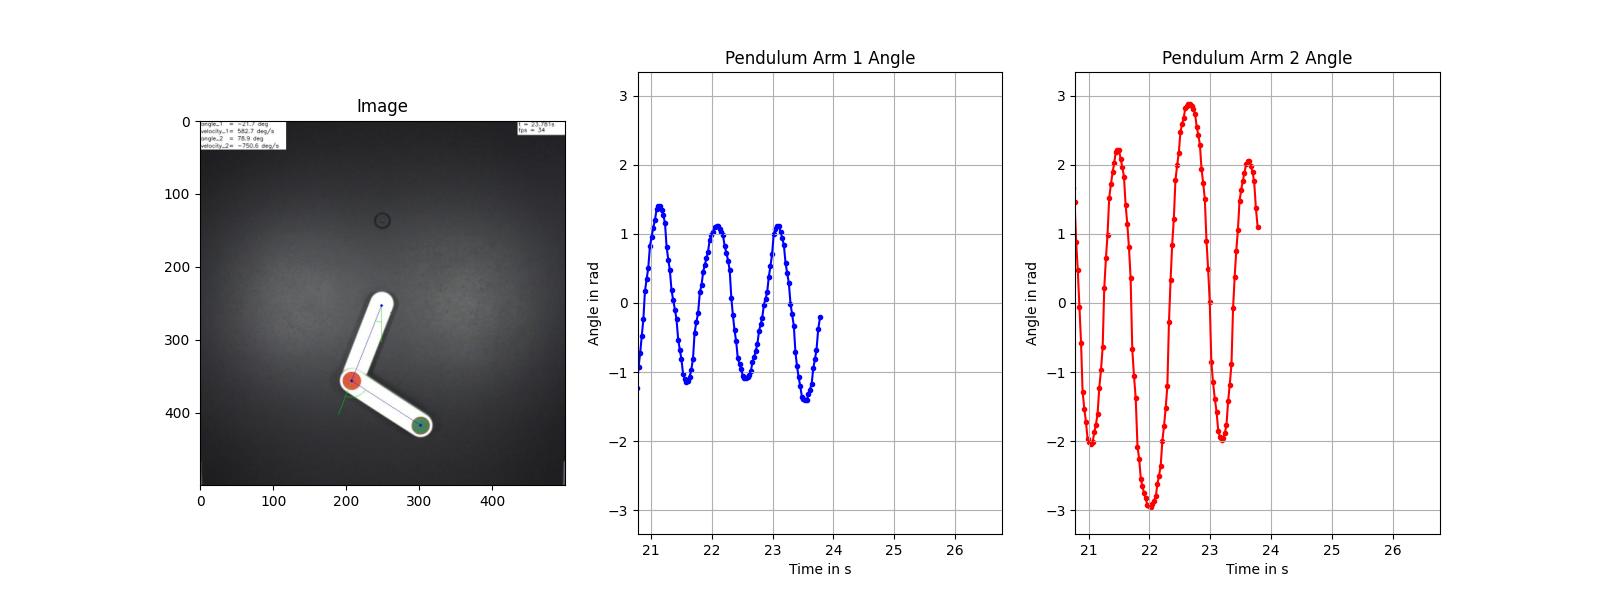 Image
angle_1 = -21.7 deg
velocity_1= 582.7 deg/s
angle_2 = 78.9 deg
velocity_2= -750.6 deg/s
t = 23.781s
fps = 34
0
100
200
300
400
0 100 200 300 400
Pendulum Arm 1 Angle
Angle in rad
3
2
1
0
−1
−2
−3
21 22 23 24 25 26
Time in s
Pendulum Arm 2 Angle
Angle in rad
3
2
1
0
−1
−2
−3
21 22 23 24 25 26
Time in s